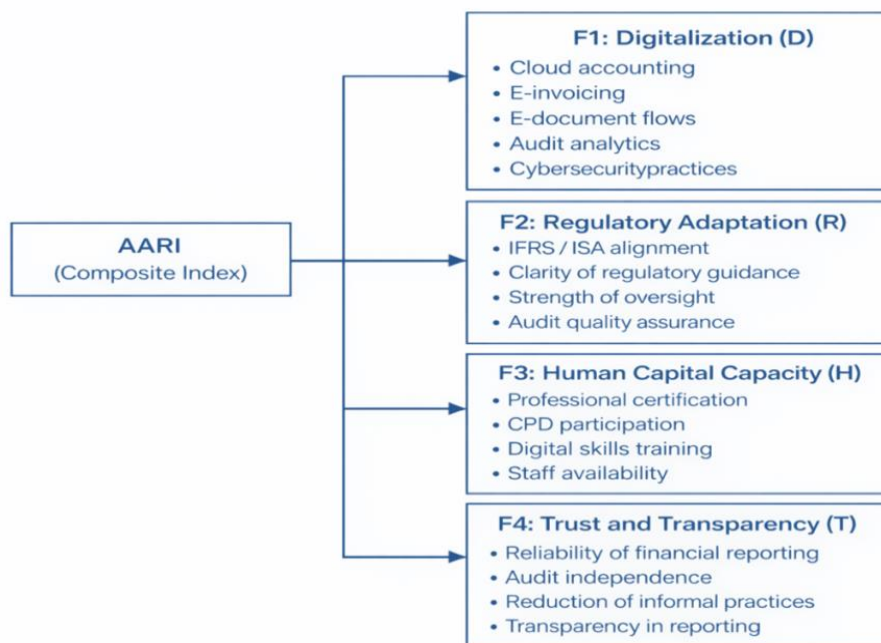 AARI
(Composite Index)
F1: Digitalization (D)
• Cloud accounting
• E-invoicing
• E-document flows
• Audit analytics
• Cybersecuritypractices
F2: Regulatory Adaptation (R)
• IFRS / ISA alignment
• Clarity of regulatory guidance
• Strength of oversight
• Audit quality assurance
F3: Human Capital Capacity (H)
• Professional certification
• CPD participation
• Digital skills training
• Staff availability
F4: Trust and Transparency (T)
• Reliability of financial reporting
• Audit independence
• Reduction of informal practices
• Transparency in reporting